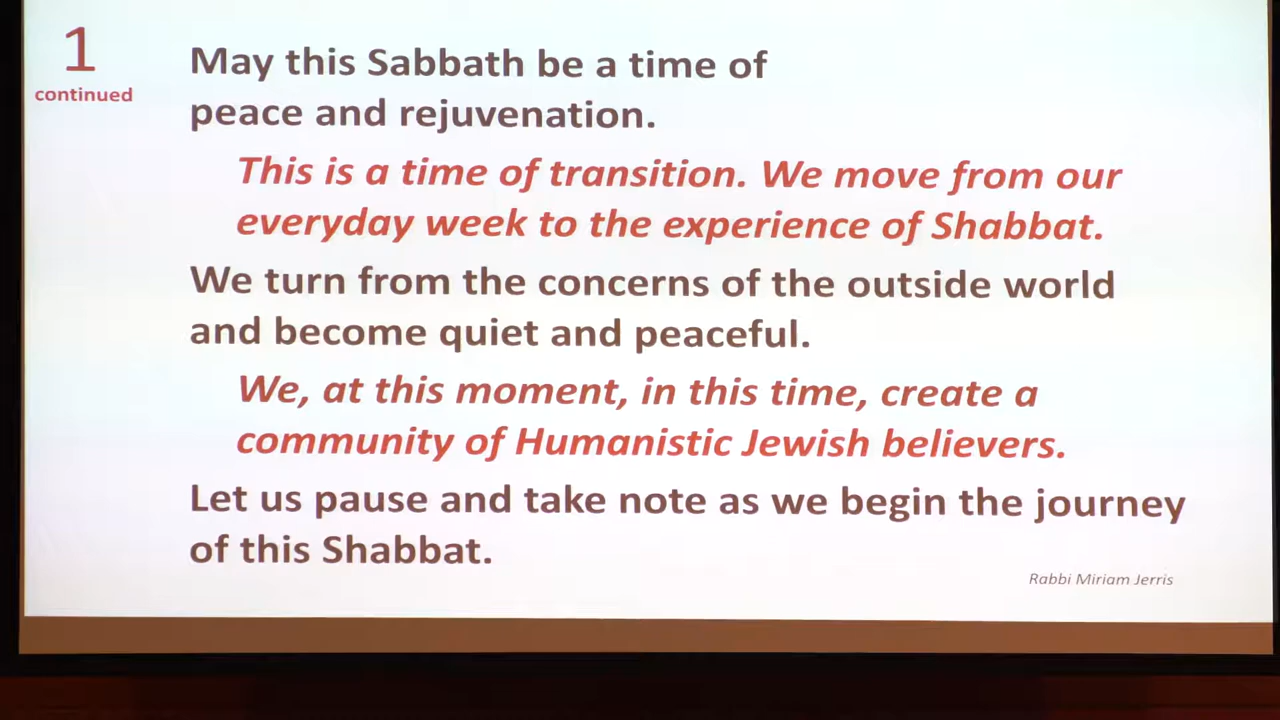 1
continued
May this Sabbath be a time of
peace and rejuvenation.
This is a time of transition. We move from our
everyday week to the experience of Shabbat.
We turn from the concerns of the outside world
and become quiet and peaceful.
We, at this moment, in this time, create a
community of Humanistic Jewish believers.
Let us pause and take note as we begin the journey
of this Shabbat.
Rabbi Miriam Jerris